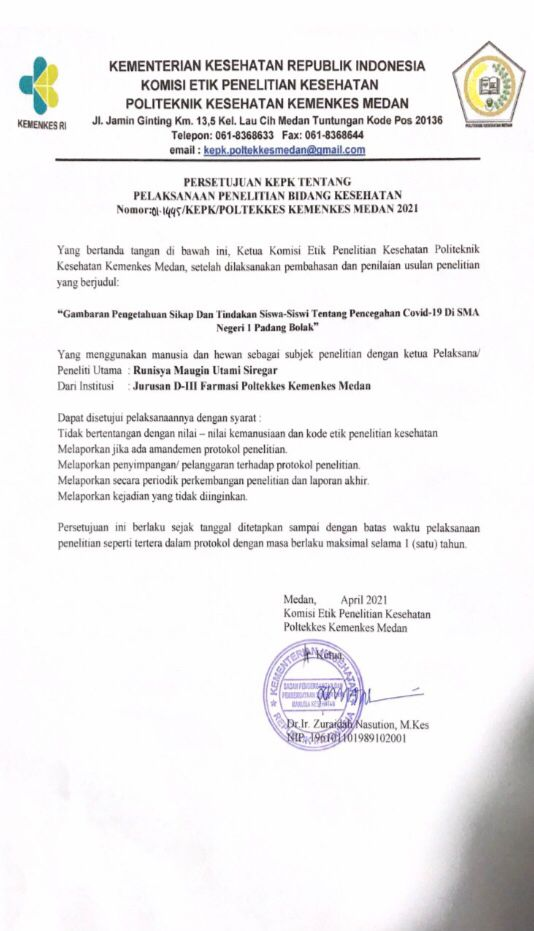 KEMENTERIAN KESEHATAN REPUBLIK INDONESIA
KOMISI ETIK PENELITIAN KESEHATAN
POLITEKNIK KESEHATAN KEMENKES MEDAN
Jl. Jamin Ginting Km. 13,5 Kel. Lau Cih Medan Tuntungan Kode Pos 20136
Telepon: 061-8368633 Fax: 061-8368644
email : kepk.poltekkesmedan@gmail.com
KEMENKES RI
POLITEKNIK KESEHATAN MEDAN
PERSETUJUAN KEPK TENTANG
PELAKSANAAN PENELITIAN BIDANG KESEHATAN
Nomor:01.1495/KEPK/POLTEKKES KEMENKES MEDAN 2021
Yang bertanda tangan di bawah ini, Ketua Komisi Etik Penelitian Kesehatan Politeknik
Kesehatan Kemenkes Medan, setelah dilaksanakan pembahasan dan penilaian usulan penelitian
yang berjudul:
“Gambaran Pengetahuan Sikap Dan Tindakan Siswa-Siswi Tentang Pencegahan Covid-19 Di SMA
Negeri 1 Padang Bolak”
Yang menggunakan manusia dan hewan sebagai subjek penelitian dengan ketua Pelaksana/
Peneliti Utama : Runisya Maugin Utami Siregar
Dari Institusi : Jurusan D-III Farmasi Poltekkes Kemenkes Medan
Dapat disetujui pelaksanaannya dengan syarat :
Tidak bertentangan dengan nilai – nilai kemanusiaan dan kode etik penelitian kesehatan
Melaporkan jika ada amandemen protokol penelitian.
Melaporkan penyimpangan/ pelanggaran terhadap protokol penelitian.
Melaporkan secara periodik perkembangan penelitian dan laporan akhir.
Melaporkan kejadian yang tidak diinginkan.
Persetujuan ini berlaku sejak tanggal ditetapkan sampai dengan batas waktu pelaksanaan
penelitian seperti tertera dalam protokol dengan masa berlaku maksimal selama 1 (satu) tahun.
Medan, April 2021
Komisi Etik Penelitian Kesehatan
Poltekkes Kemenkes Medan
Ketua,
KEMENTERIAN KESEHATAN
Dr.Ir. Zuraidah Nasution, M.Kes
NIP. 196101101989102001